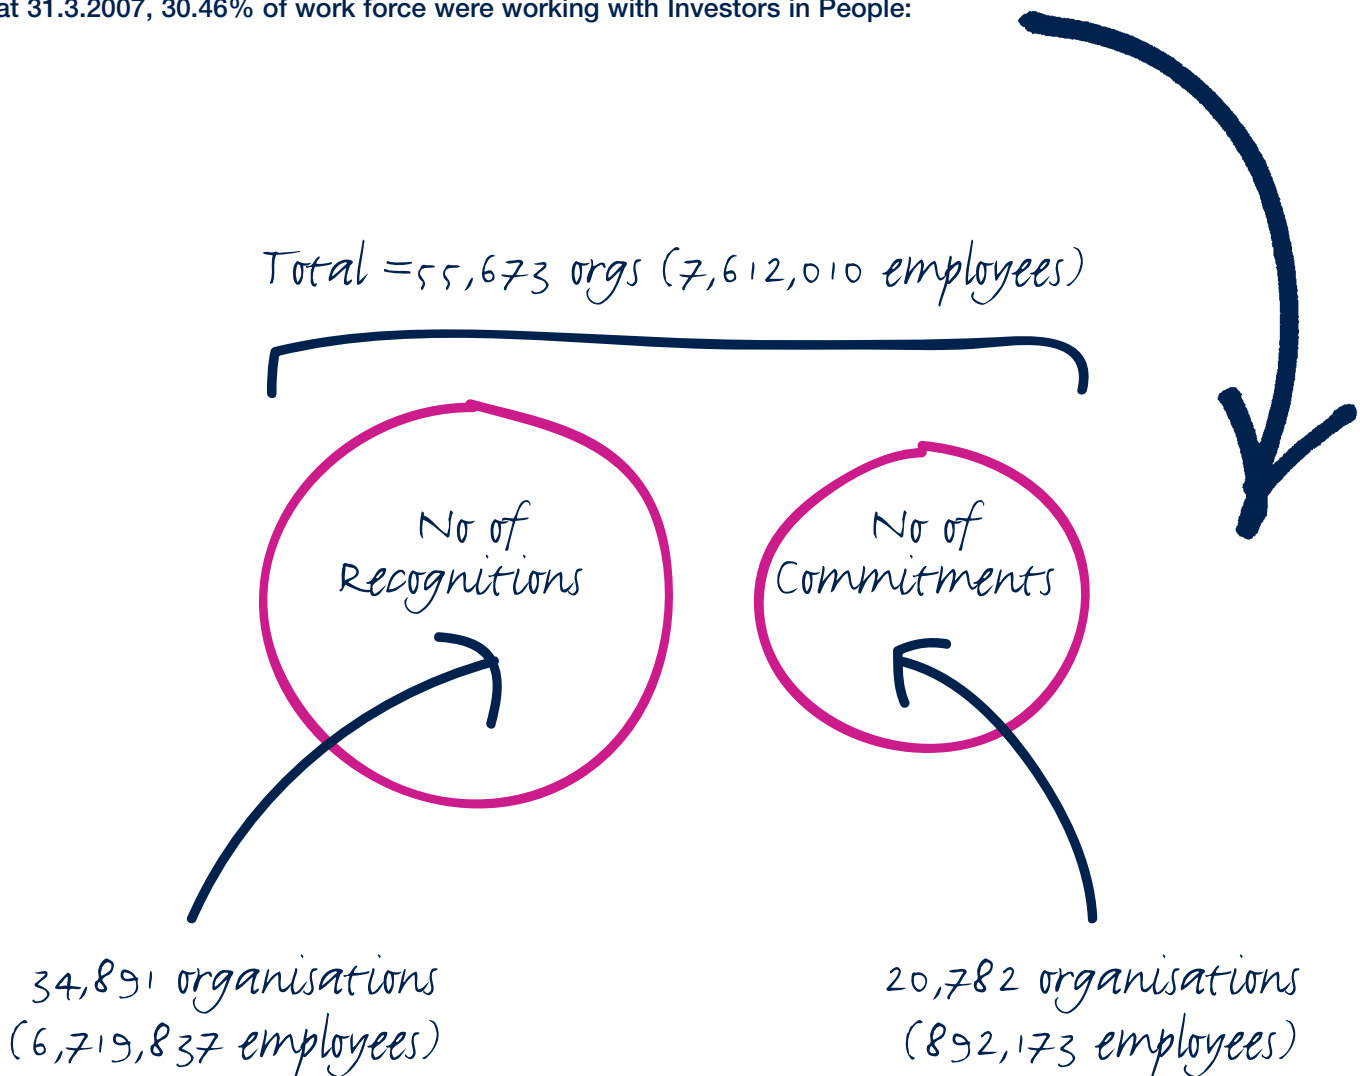 at 31.3.2007, 30.46% of work force were working with Investors in People:
Total =55,673 orgs (7,612,010 employees)
No of
Recognitions
No of
Commitments
34,891 organisations
(6,719,837 employees)
20,782 organisations
(892,173 employees)